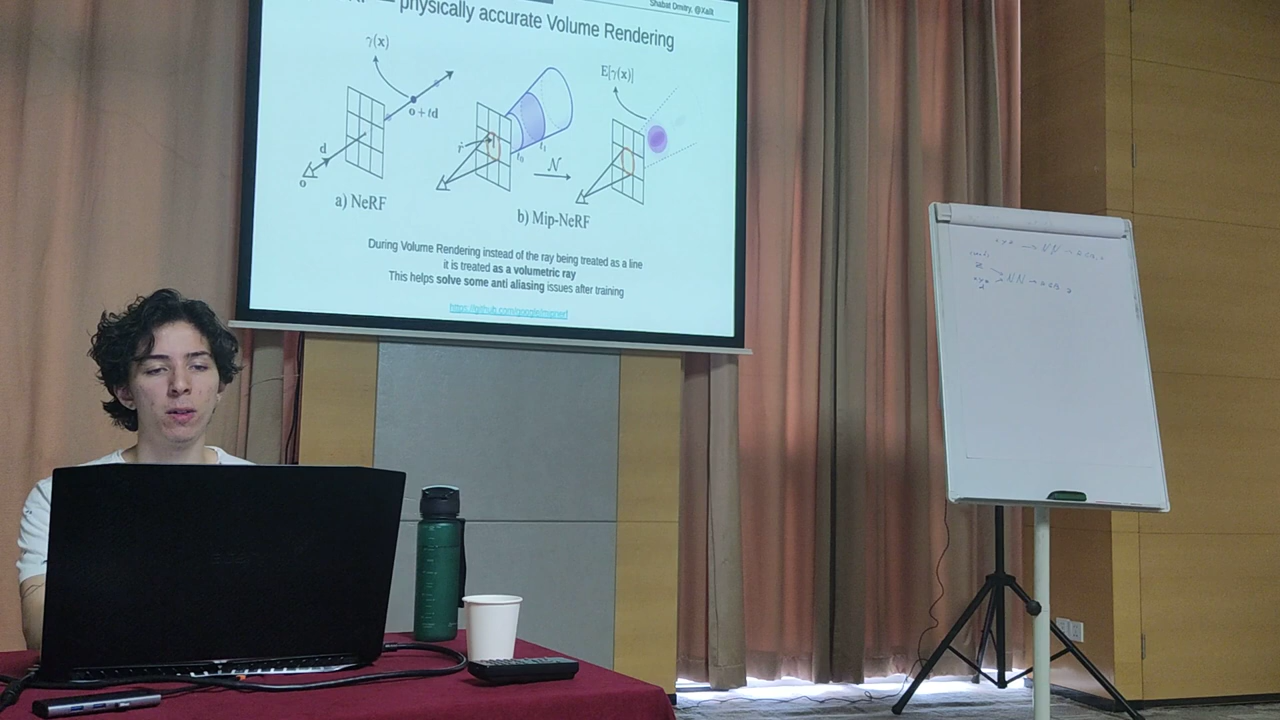 Shabat Dmitry, @Xallt
physically accurate Volume Rendering
γ(x)
o + td
d
o
a) NeRF
ṙ
t₀
t₁
𝒩
E[γ(x)]
b) Mip-NeRF
During Volume Rendering instead of the ray being treated as a line
it is treated as a volumetric ray
This helps solve some anti aliasing issues after training
https://github.com/google/mipnerf
NN
NN